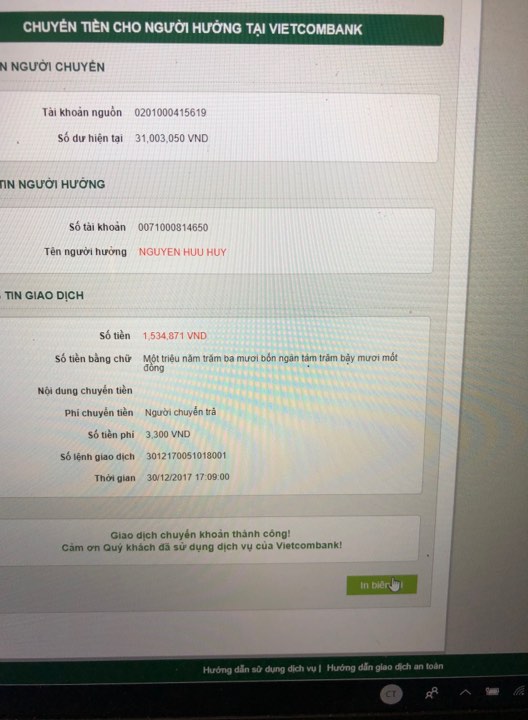 CHUYỂN TIỀN CHO NGƯỜI HƯỞNG TẠI VIETCOMBANK
N NGƯỜI CHUYỂN
Tài khoản nguồn 0201000415619
Số dư hiện tại 31,003,050 VND
TIN NGƯỜI HƯỞNG
Số tài khoản 0071000814650
Tên người hưởng NGUYEN HUU HUY
TIN GIAO DỊCH
Số tiền 1,534,871 VND
Số tiền bằng chữ Một triệu năm trăm ba mươi bốn ngàn tám trăm bảy mươi mốt
đồng
Nội dung chuyển tiền
Phí chuyển tiền Người chuyển trả
Số tiền phí 3,300 VND
Số lệnh giao dịch 3012170051018001
Thời gian 30/12/2017 17:09:00
Giao dịch chuyển khoản thành công!
Cảm ơn Quý khách đã sử dụng dịch vụ của Vietcombank!
In biên
Hướng dẫn sử dụng dịch vụ | Hướng dẫn giao dịch an toàn
CT